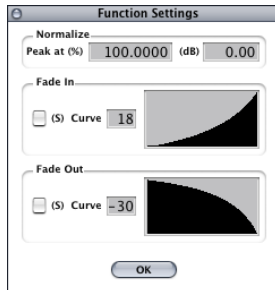 Function Settings
Normalize
Peak at (%) 100.0000 (dB) 0.00
Fade In
(S) Curve 18
Fade Out
(S) Curve -30
OK